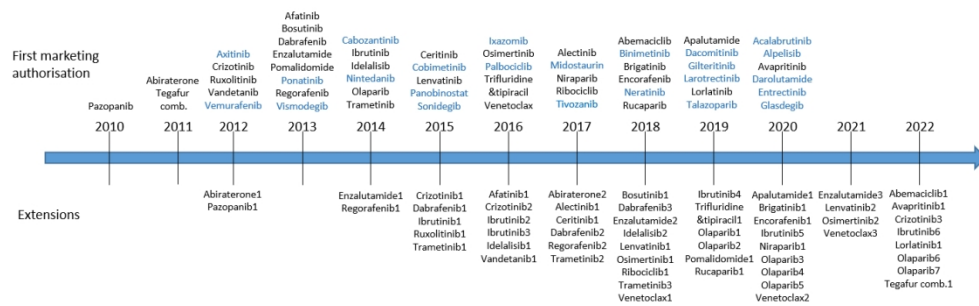 First marketing
authorisation
Pazopanib
Abiraterone
Tegafur
comb.
Axitinib
Crizotinib
Ruxolitinib
Vandetanib
Vemurafenib
Afatinib
Bosutinib
Dabrafenib
Enzalutamide
Pomalidomide
Ponatinib
Regorafenib
Vismodegib
Cabozantinib
Ibrutinib
Idelalisib
Nintedanib
Olaparib
Trametinib
Ceritinib
Cobimetinib
Lenvatinib
Panobinostat
Sonidegib
Ixazomib
Osimertinib
Palbociclib
Trifluridine
&tipiracil
Venetoclax
Alectinib
Midostaurin
Niraparib
Ribociclib
Tivozanib
Abemaciclib
Binimetinib
Brigatinib
Encorafenib
Neratinib
Rucaparib
Apalutamide
Dacomitinib
Gilteritinib
Larotrectinib
Lorlatinib
Talazoparib
Acalabrutinib
Alpelisib
Avapritinib
Darolutamide
Entrectinib
Glasdegib
2010 2011 2012 2013 2014 2015 2016 2017 2018 2019 2020 2021 2022
Extensions
Abiraterone1
Pazopanib1
Enzalutamide1
Regorafenib1
Crizotinib1
Dabrafenib1
Ibrutinib1
Ruxolitinib1
Trametinib1
Afatinib1
Crizotinib2
Ibrutinib2
Ibrutinib3
Idelalisib1
Vandetanib1
Abiraterone2
Alectinib1
Ceritinib1
Dabrafenib2
Regorafenib2
Trametinib2
Bosutinib1
Dabrafenib3
Enzalutamide2
Idelalisib2
Lenvatinib1
Osimertinib1
Ribociclib1
Trametinib3
Venetoclax1
Ibrutinib4
Trifluridine
&tipiracil1
Olaparib1
Olaparib2
Pomalidomide1
Rucaparib1
Apalutamide1
Brigatinib1
Encorafenib1
Ibrutinib5
Niraparib1
Olaparib3
Olaparib4
Olaparib5
Venetoclax2
Enzalutamide3
Lenvatinib2
Osimertinib2
Venetoclax3
Abemaciclib1
Avapritinib1
Crizotinib3
Ibrutinib6
Lorlatinib1
Olaparib6
Olaparib7
Tegafur comb.1